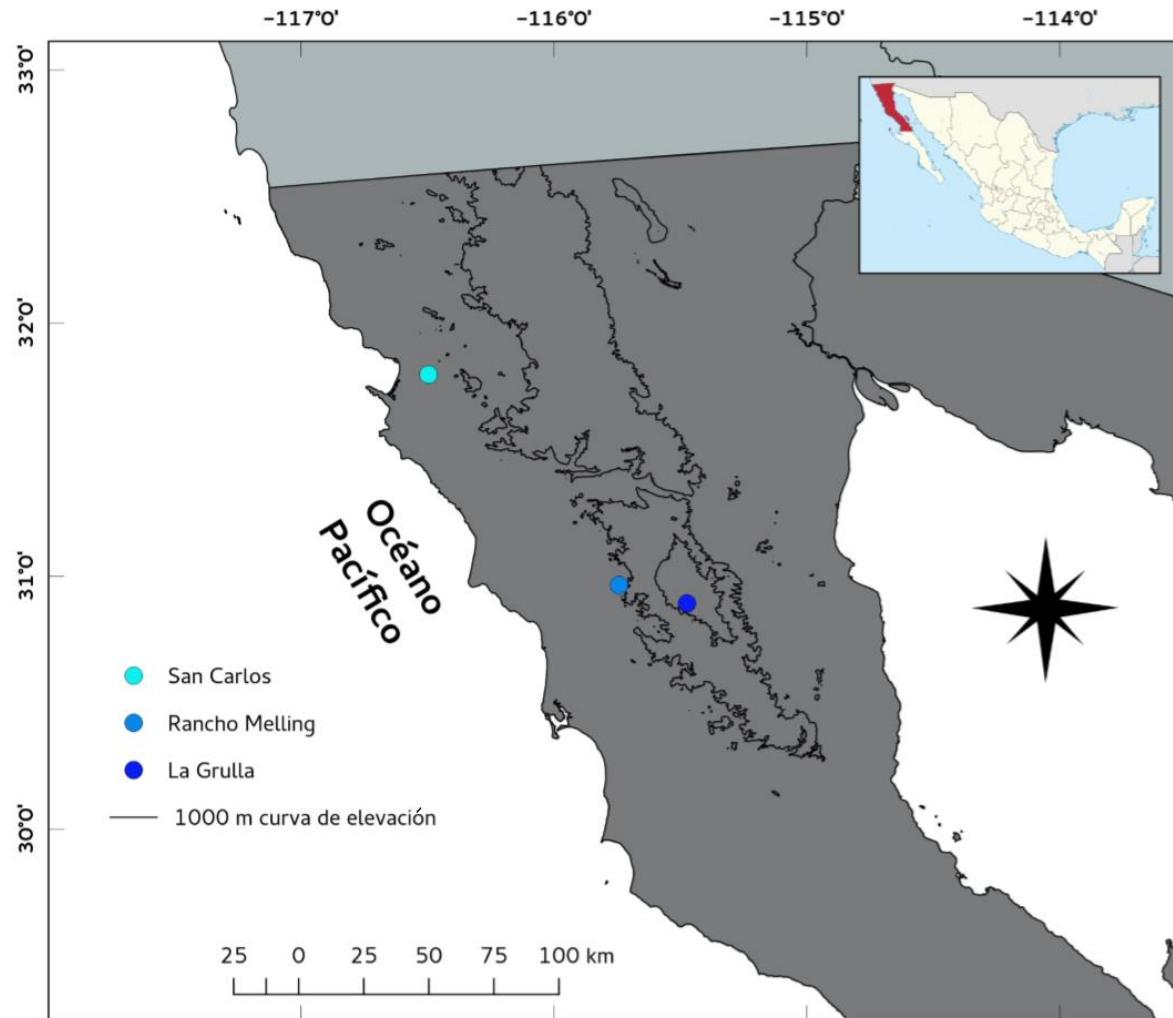 -117°0' -116°0' -115°0' -114°0'
33°0'
32°0'
31°0'
30°0'
Océano
Pacífico
San Carlos
Rancho Melling
La Grulla
1000 m curva de elevación
25 0 25 50 75 100 km